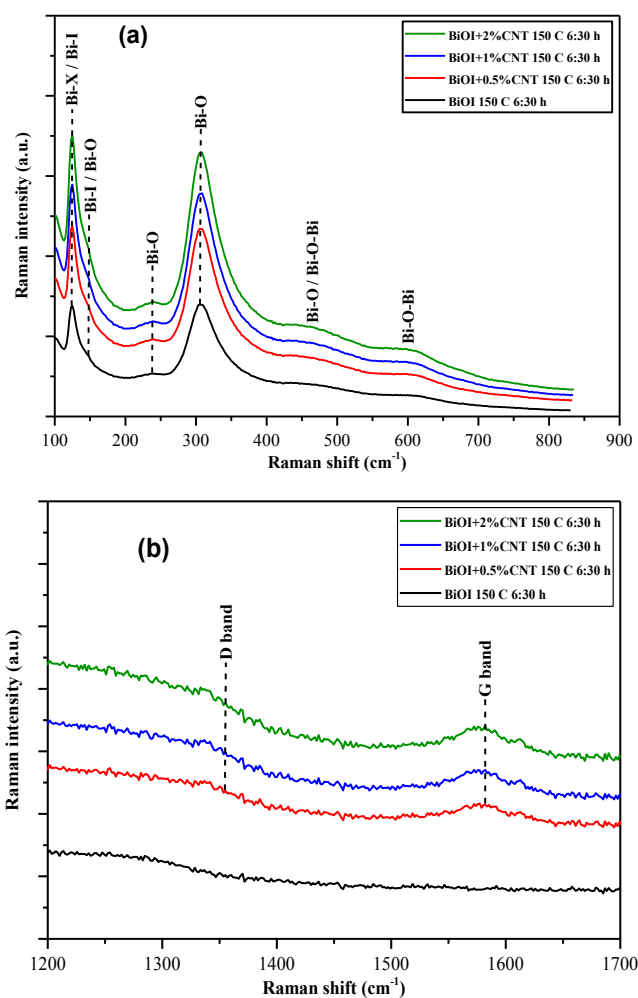 (a)
BiOI+2%CNT 150 C 6:30 h
BiOI+1%CNT 150 C 6:30 h
BiOI+0.5%CNT 150 C 6:30 h
BiOI 150 C 6:30 h
Bi-X / Bi-I
Bi-I / Bi-O
Bi-O
Bi-O
Bi-O / Bi-O-Bi
Bi-O-Bi
Raman intensity (a.u.)
100 200 300 400 500 600 700 800 900
Raman shift (cm⁻¹)
(b)
BiOI+2%CNT 150 C 6:30 h
BiOI+1%CNT 150 C 6:30 h
BiOI+0.5%CNT 150 C 6:30 h
BiOI 150 C 6:30 h
D band
G band
Raman intensity (a.u.)
1200 1300 1400 1500 1600 1700
Raman shift (cm⁻¹)